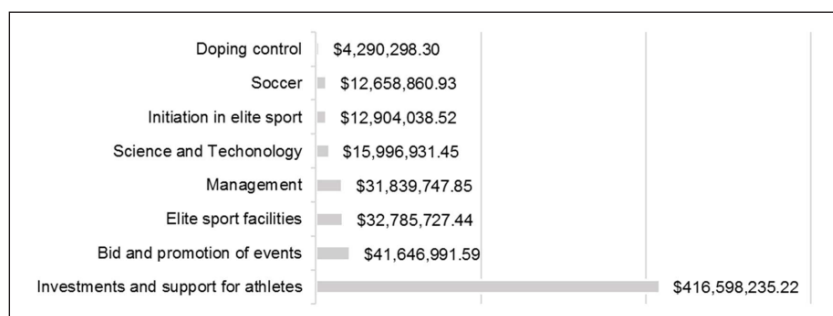 Doping control $4,290,298.30
Soccer $12,658,860.93
Initiation in elite sport $12,904,038.52
Science and Techonology $15,996,931.45
Management $31,839,747.85
Elite sport facilities $32,785,727.44
Bid and promotion of events $41,646,991.59
Investments and support for athletes $416,598,235.22